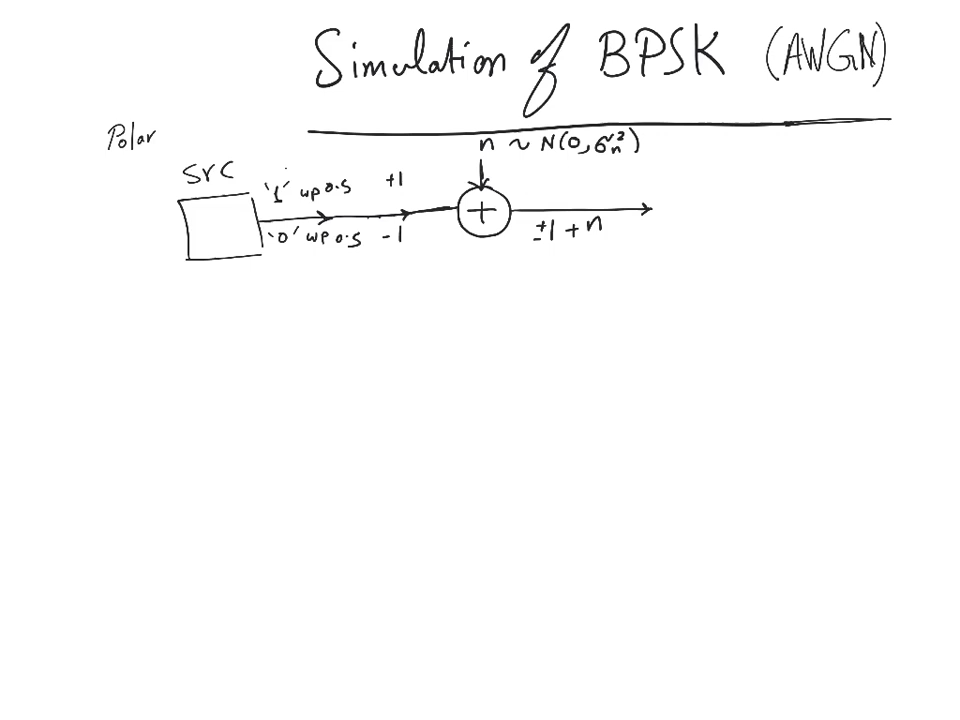 Simulation of BPSK (AWGN)
Polar
n ~ N(0, σn²)
src
'1' wp 0.5 +1
'0' wp 0.5 -1
+
±1 + n